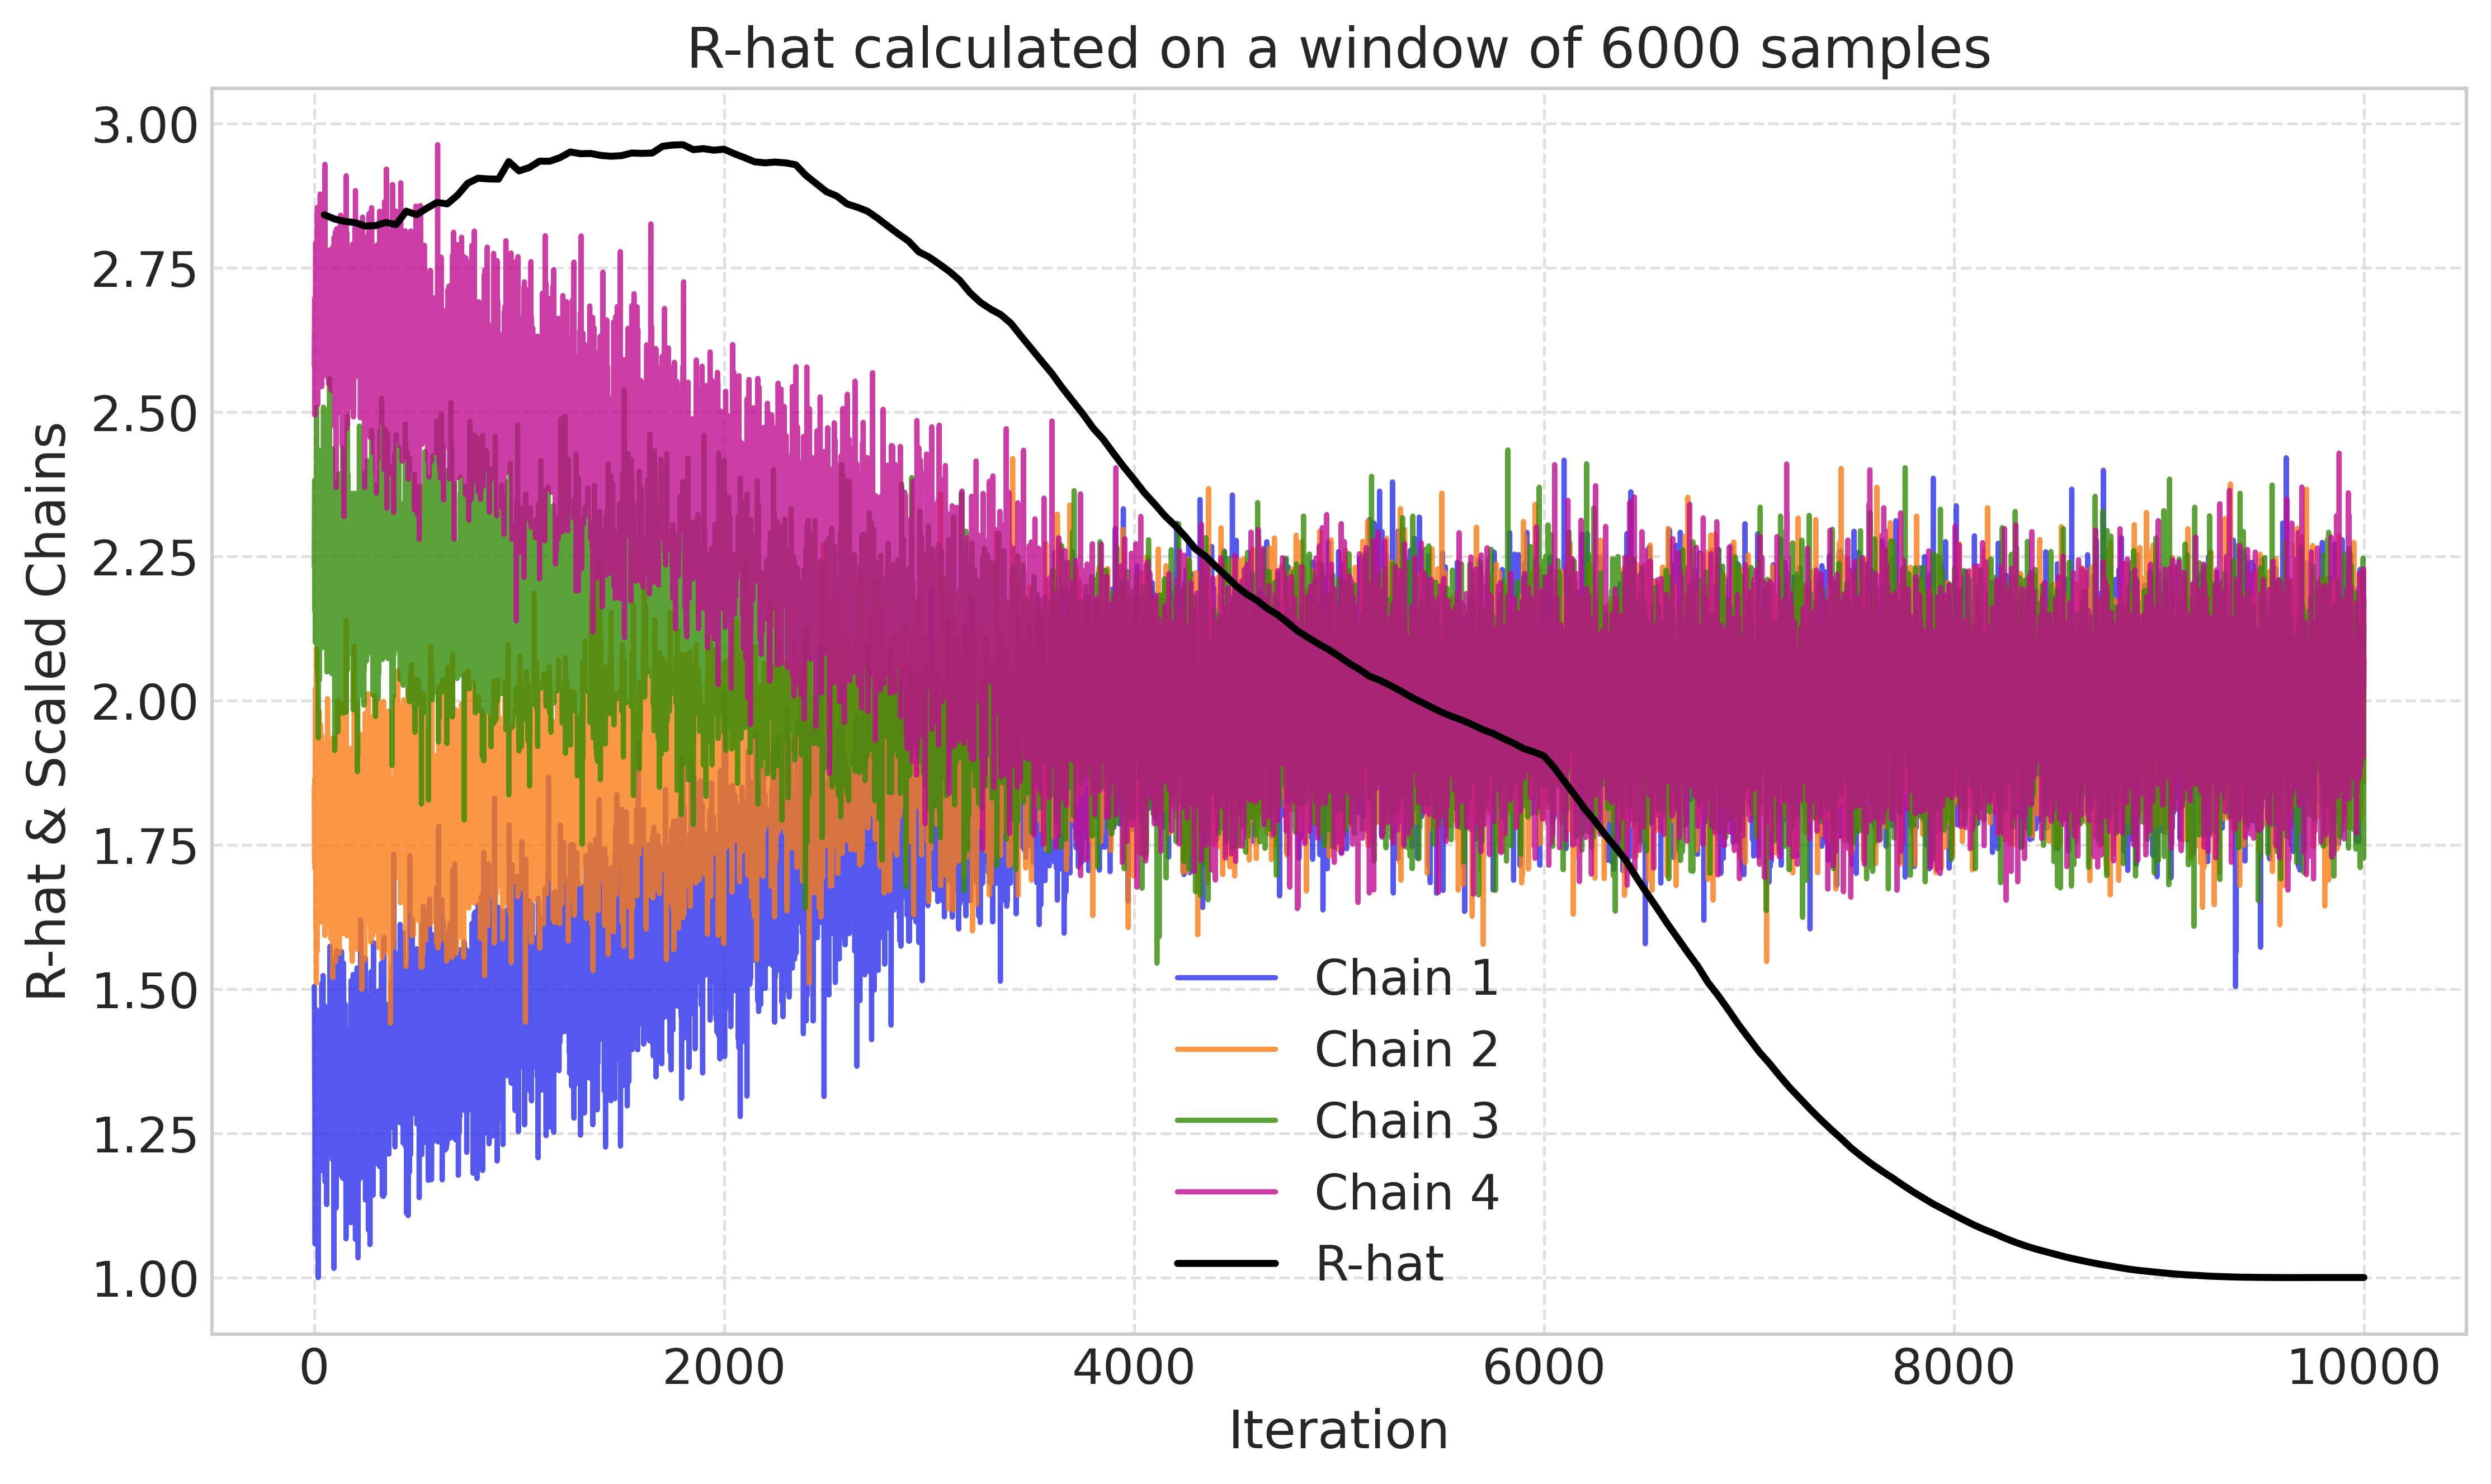 R-hat calculated on a window of 6000 samples
R-hat & Scaled Chains
3.00
2.75
2.50
2.25
2.00
1.75
1.50
1.25
1.00
Chain 1
Chain 2
Chain 3
Chain 4
R-hat
0 2000 4000 6000 8000 10000
Iteration